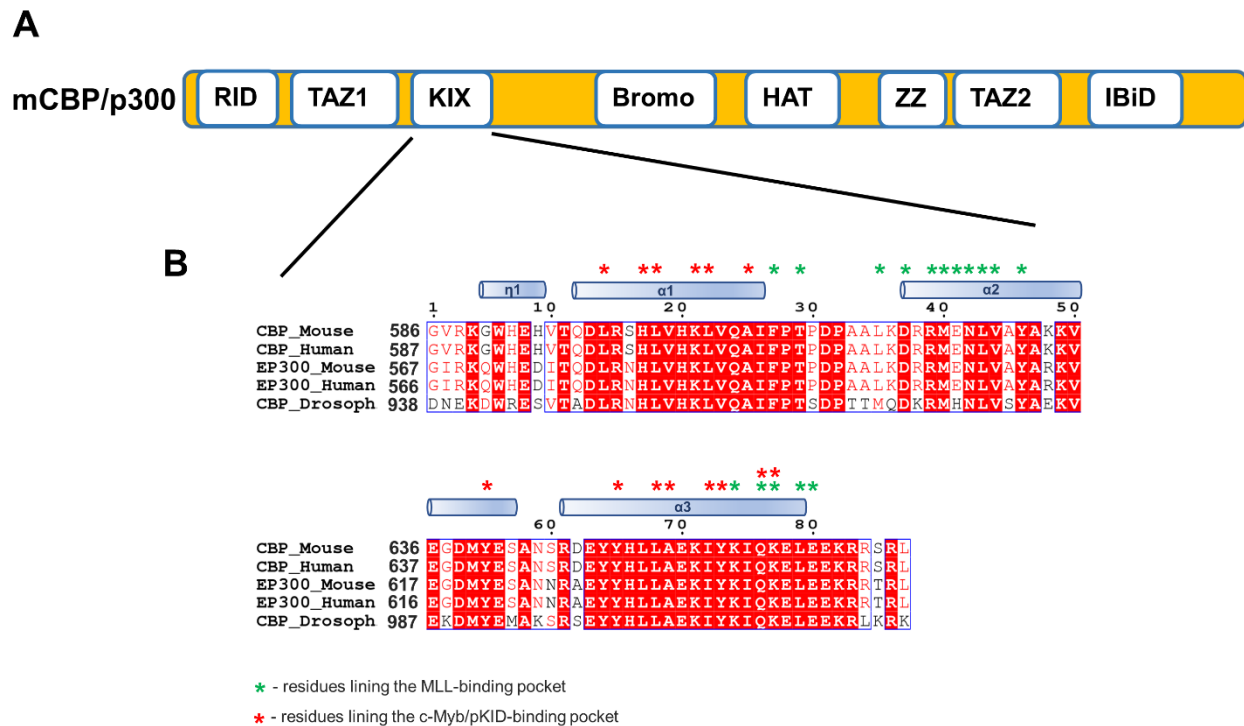 A
mCBP/p300 RID TAZ1 KIX Bromo HAT ZZ TAZ2 IBiD
B
* ** ** * * * * * ****** *
η1 α1 α2
1 10 20 30 40 50
CBP_Mouse 586 GVRKGWHEHVTQDLRSHLVHKLVQAIFPTPDPAALKDRRMENLVAYAKKV
CBP_Human 587 GVRKGWHEHVTQDLRSHLVHKLVQAIFPTPDPAALKDRRMENLVAYAKKV
EP300_Mouse 567 GIRKQWHEDITQDLRNHLVHKLVQAIFPTPDPAALKDRRMENLVAYARKV
EP300_Human 566 GIRKQWHEDITQDLRNHLVHKLVQAIFPTPDPAALKDRRMENLVAYARKV
CBP_Drosoph 938 DNEKDWRESVTADLRNHLVHKLVQAIFPTSDPTTMQDKRMHNLVSYAEKV
**
* * ** ** * ** **
α3
60 70 80
CBP_Mouse 636 EGDMYESANSRDEYYHLLAEKIYKIQKELEEKRRSRL
CBP_Human 637 EGDMYESANSRDEYYHLLAEKIYKIQKELEEKRRSRL
EP300_Mouse 617 EGDMYESANNRAEYYHLLAEKIYKIQKELEEKRRTRL
EP300_Human 616 EGDMYESANNRAEYYHLLAEKIYKIQKELEEKRRTRL
CBP_Drosoph 987 EKDMYEMAKSRSEYYHLLAEKIYKIQKELEEKRLKRK
* - residues lining the MLL-binding pocket
* - residues lining the c-Myb/pKID-binding pocket